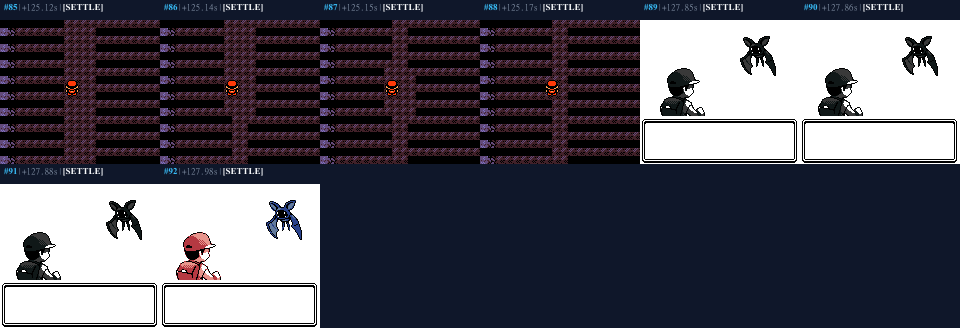 #85|+125.12s|[SETTLE]
#86|+125.14s|[SETTLE]
#87|+125.15s|[SETTLE]
#88|+125.17s|[SETTLE]
#89|+127.85s|[SETTLE]
#90|+127.86s|[SETTLE]
#91|+127.88s|[SETTLE]
#92|+127.98s|[SETTLE]